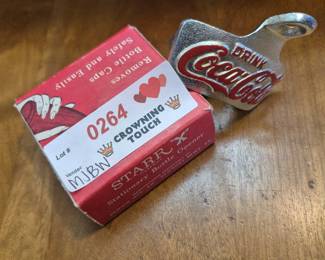 Removes
Bottle Caps
Safely and Easily
Lot #
0264
Vendor
MJBW
CROWNING
TOUCH
STARR X
Stationary Bottle Opener
DRINK
Coca-Cola